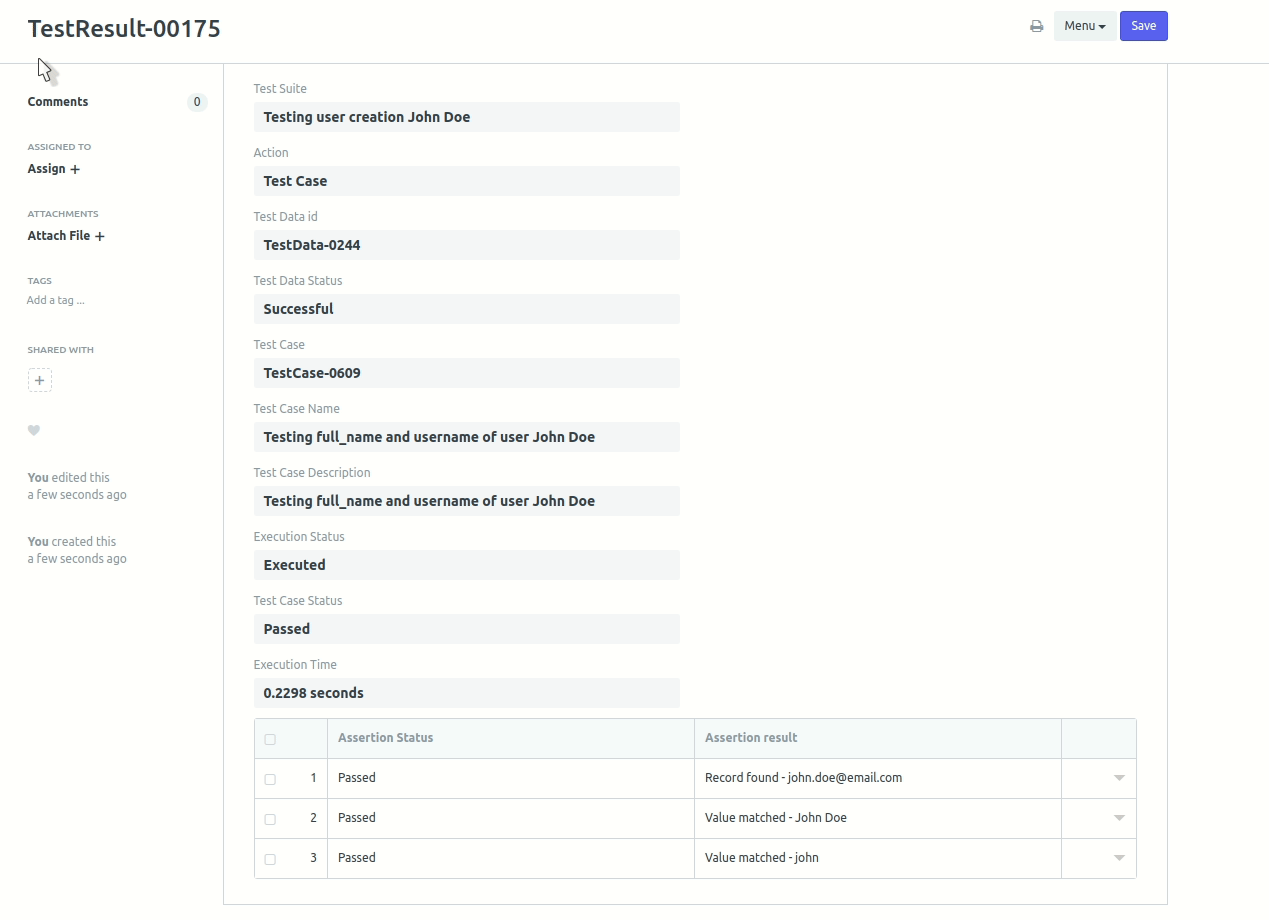 TestResult-00175
Menu
Save
Comments 0
ASSIGNED TO
Assign +
ATTACHMENTS
Attach File +
TAGS
Add a tag ...
SHARED WITH
+
You edited this
a few seconds ago
You created this
a few seconds ago
Test Suite
Testing user creation John Doe
Action
Test Case
Test Data id
TestData-0244
Test Data Status
Successful
Test Case
TestCase-0609
Test Case Name
Testing full_name and username of user John Doe
Test Case Description
Testing full_name and username of user John Doe
Execution Status
Executed
Test Case Status
Passed
Execution Time
0.2298 seconds
Assertion Status Assertion result
1 Passed Record found - john.doe@email.com
2 Passed Value matched - John Doe
3 Passed Value matched - john